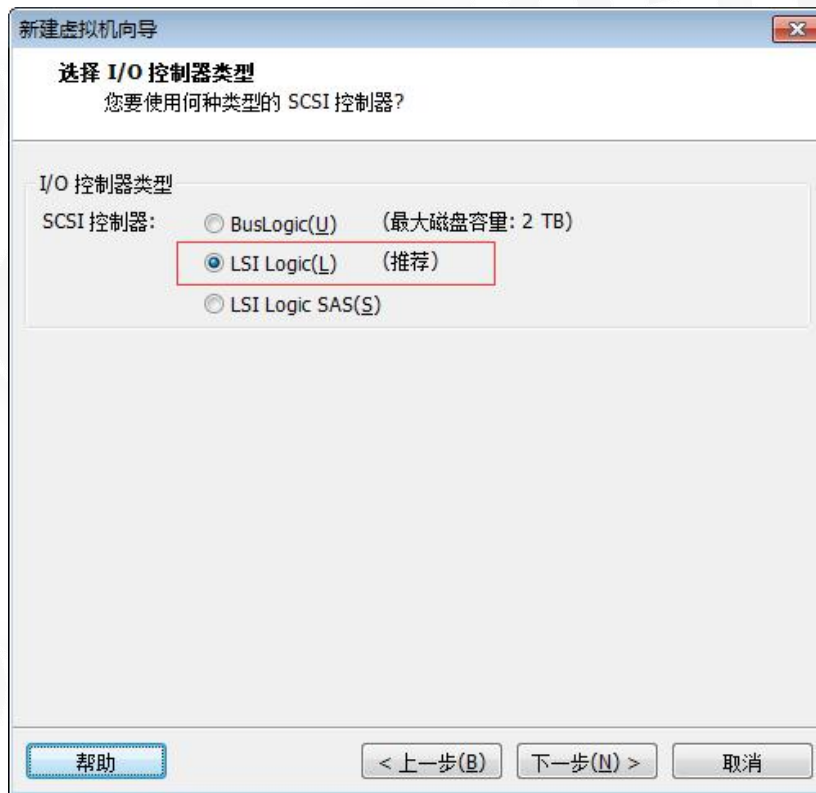 新建虚拟机向导
选择 I/O 控制器类型
您要使用何种类型的 SCSI 控制器?
I/O 控制器类型
SCSI 控制器: BusLogic(U) (最大磁盘容量: 2 TB)
LSI Logic(L) (推荐)
LSI Logic SAS(S)
帮助 < 上一步(B) 下一步(N) > 取消